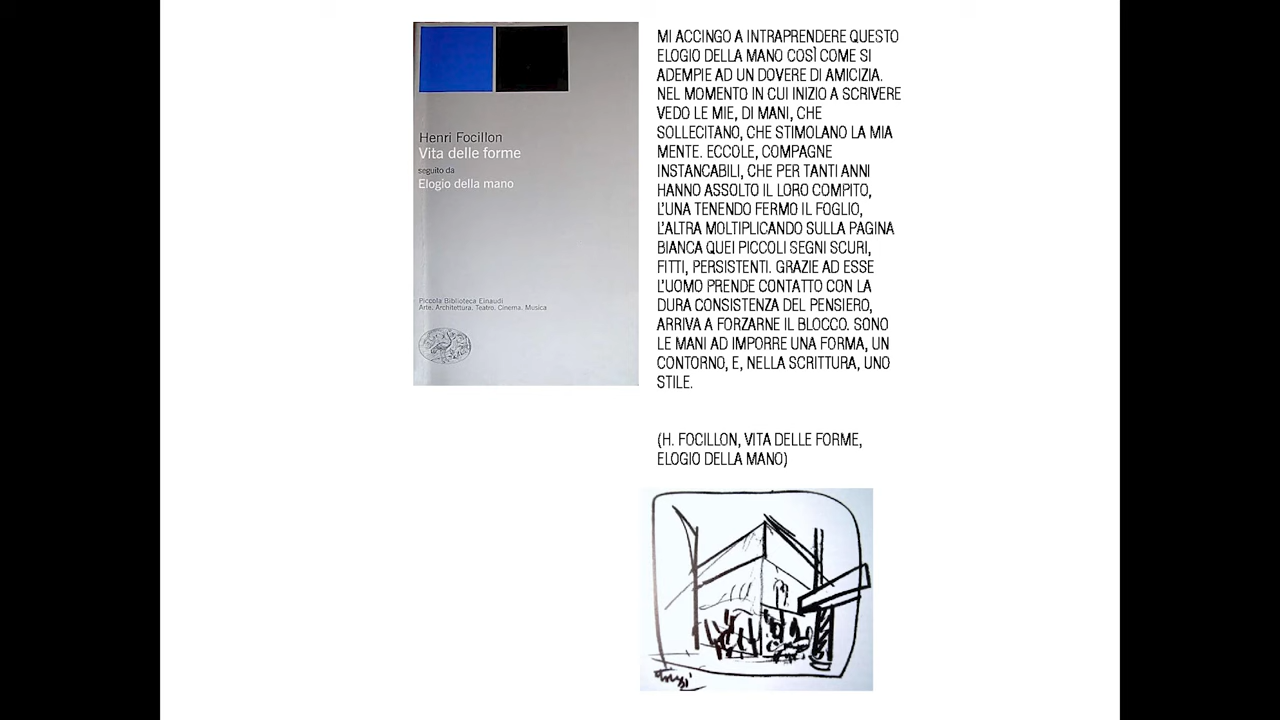 Henri Focillon
Vita delle forme
seguito da
Elogio della mano
Piccola Biblioteca Einaudi
Arte. Architettura. Teatro. Cinema. Musica
MI ACCINGO A INTRAPRENDERE QUESTO
ELOGIO DELLA MANO COSÌ COME SI
ADEMPIE AD UN DOVERE DI AMICIZIA.
NEL MOMENTO IN CUI INIZIO A SCRIVERE
VEDO LE MIE, DI MANI, CHE
SOLLECITANO, CHE STIMOLANO LA MIA
MENTE. ECCOLE, COMPAGNE
INSTANCABILI, CHE PER TANTI ANNI
HANNO ASSOLTO IL LORO COMPITO,
L'UNA TENENDO FERMO IL FOGLIO,
L'ALTRA MOLTIPLICANDO SULLA PAGINA
BIANCA QUEI PICCOLI SEGNI SCURI,
FITTI, PERSISTENTI. GRAZIE AD ESSE
L'UOMO PRENDE CONTATTO CON LA
DURA CONSISTENZA DEL PENSIERO,
ARRIVA A FORZARNE IL BLOCCO. SONO
LE MANI AD IMPORRE UNA FORMA, UN
CONTORNO, E, NELLA SCRITTURA, UNO
STILE.
(H. FOCILLON, VITA DELLE FORME,
ELOGIO DELLA MANO)